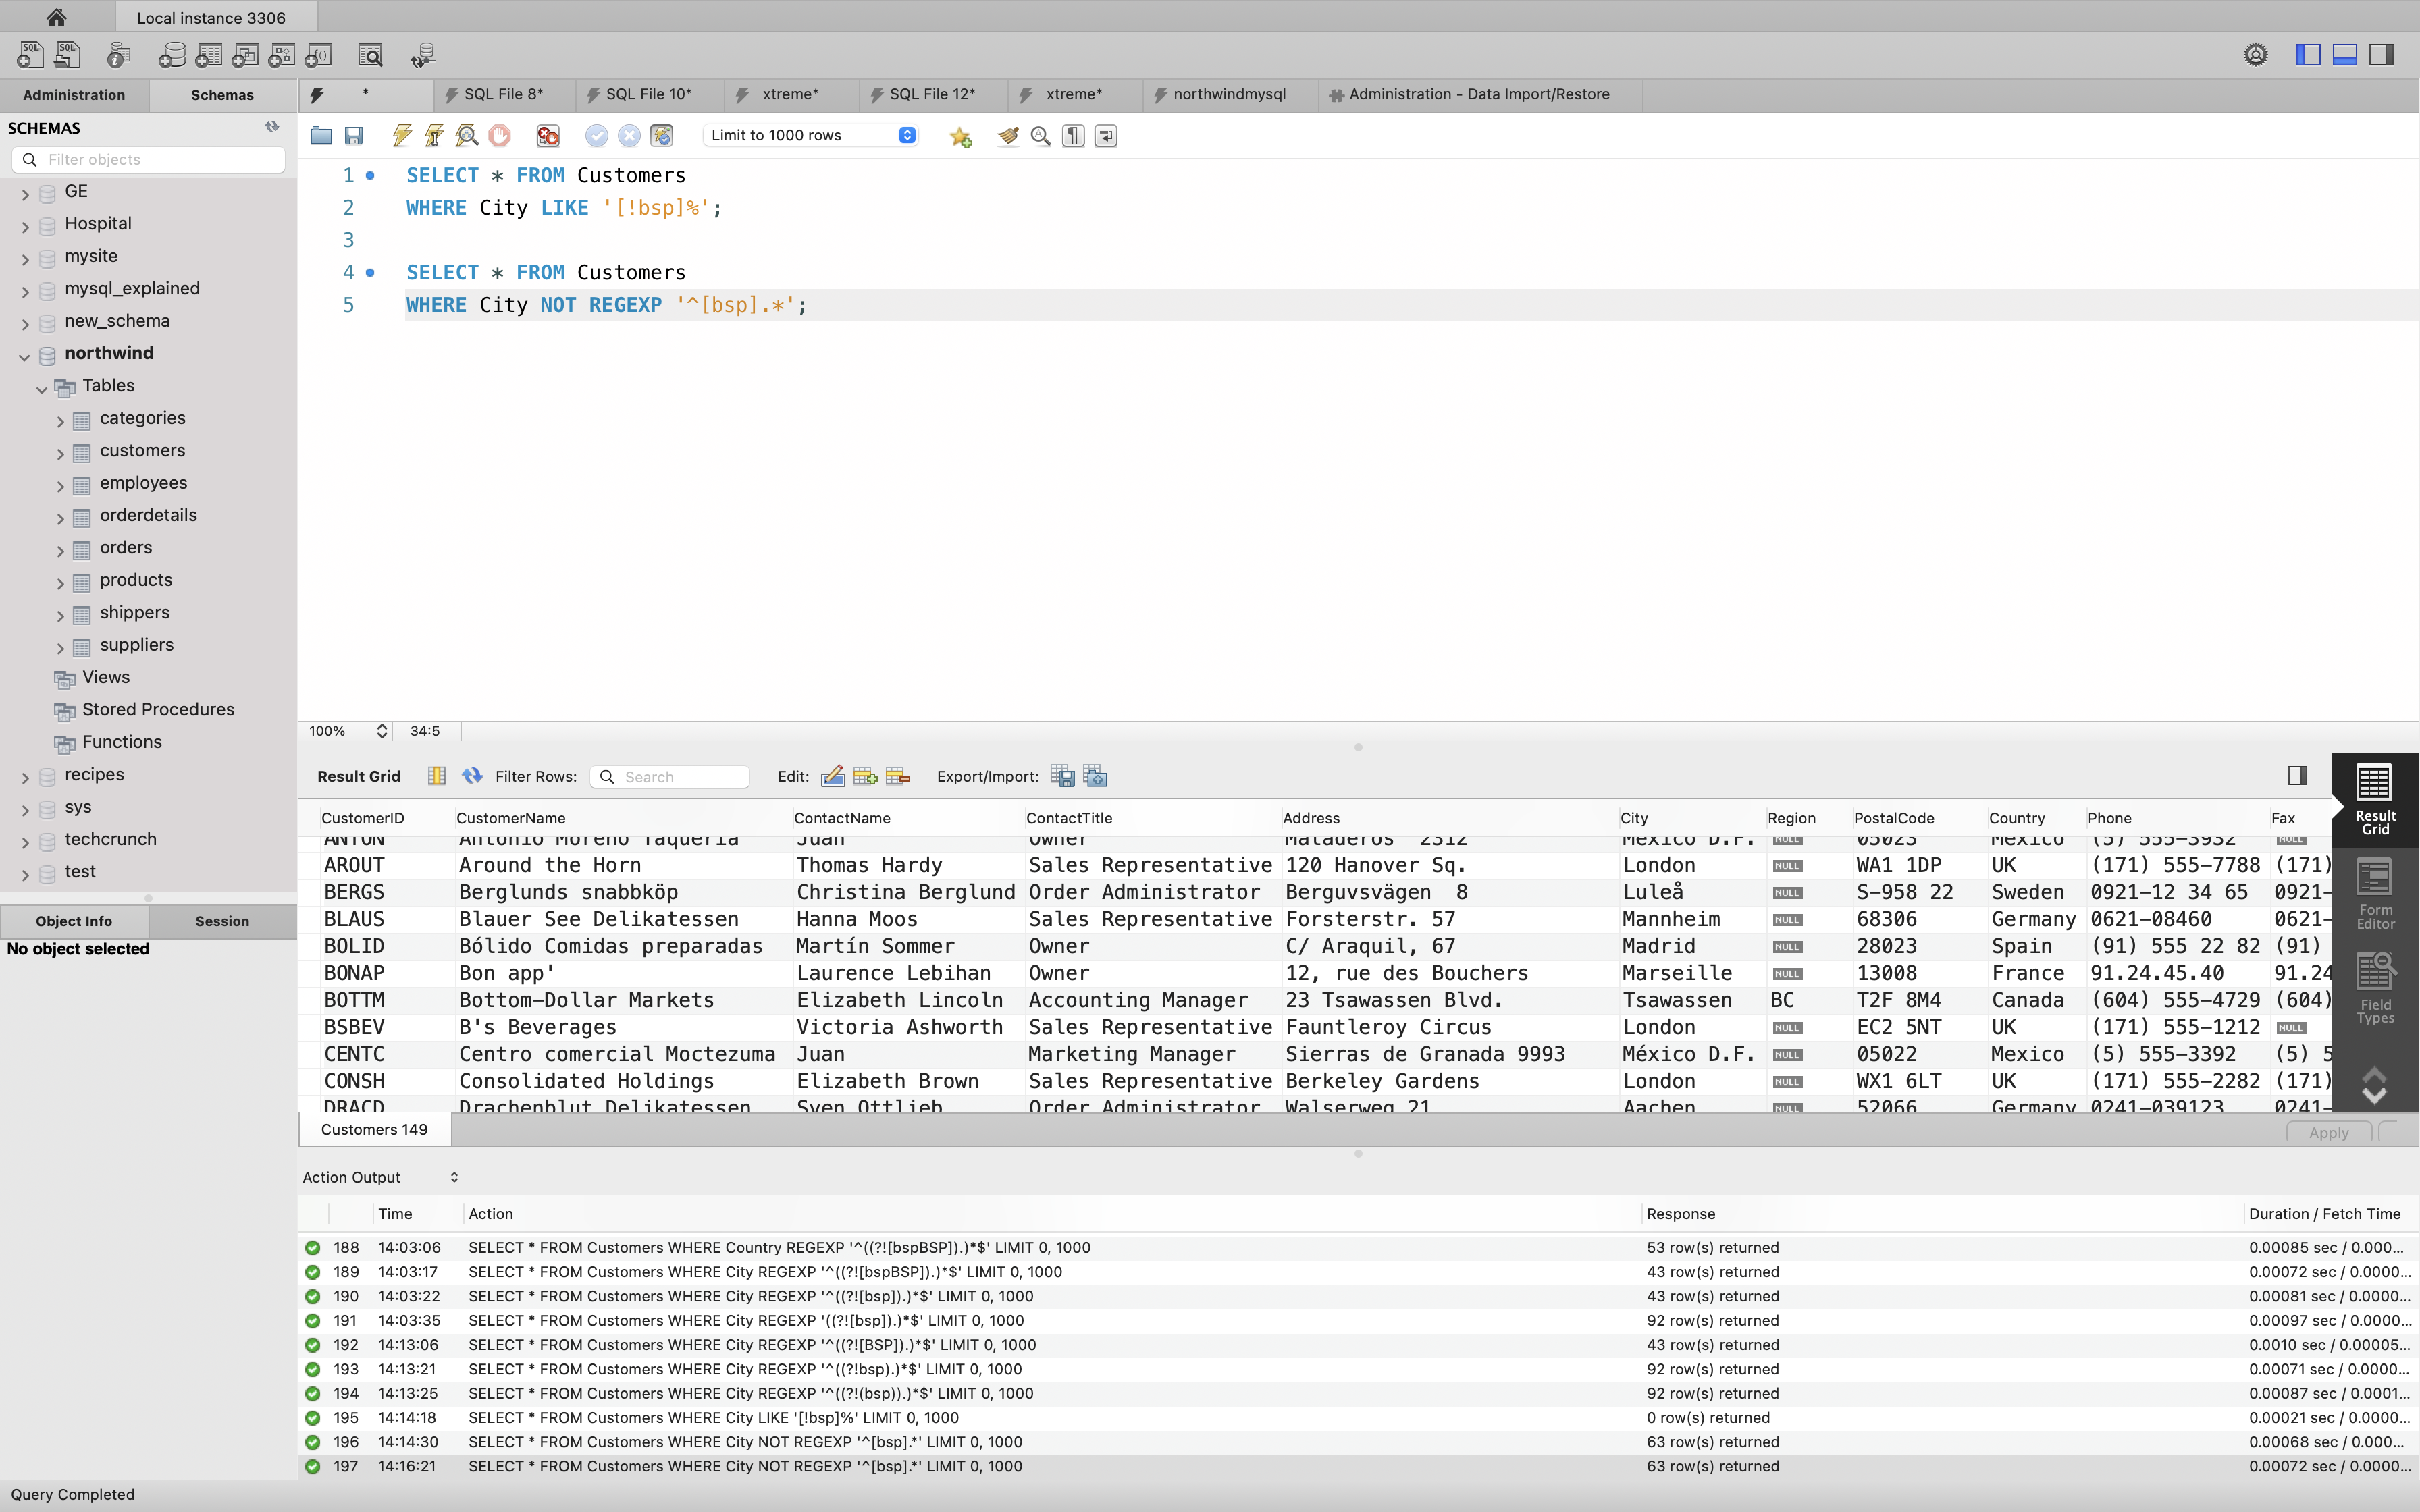 Local instance 3306
Administration
Schemas
*
SQL File 8*
SQL File 10*
xtreme*
SQL File 12*
xtreme*
northwindmysql
Administration - Data Import/Restore
SCHEMAS
Filter objects
GE
Hospital
mysite
mysql_explained
new_schema
northwind
Tables
categories
customers
employees
orderdetails
orders
products
shippers
suppliers
Views
Stored Procedures
Functions
recipes
sys
techcrunch
test
Object Info
Session
No object selected
Limit to 1000 rows
1 SELECT * FROM Customers
2 WHERE City LIKE '[!bsp]%';
3
4 SELECT * FROM Customers
5 WHERE City NOT REGEXP '^[bsp].*';
100% 34:5
Result Grid Filter Rows: Search Edit: Export/Import:
CustomerID CustomerName ContactName ContactTitle Address City Region PostalCode Country Phone Fax
ANTON Antonio Moreno Taquería Juan Owner Mataderos 2312 México D.F. NULL 05023 Mexico (5) 555-3932 NULL
AROUT Around the Horn Thomas Hardy Sales Representative 120 Hanover Sq. London NULL WA1 1DP UK (171) 555-7788 (171)
BERGS Berglunds snabbköp Christina Berglund Order Administrator Berguvsvägen 8 Luleå NULL S-958 22 Sweden 0921-12 34 65 0921-
BLAUS Blauer See Delikatessen Hanna Moos Sales Representative Forsterstr. 57 Mannheim NULL 68306 Germany 0621-08460 0621-
BOLID Bólido Comidas preparadas Martín Sommer Owner C/ Araquil, 67 Madrid NULL 28023 Spain (91) 555 22 82 (91)
BONAP Bon app' Laurence Lebihan Owner 12, rue des Bouchers Marseille NULL 13008 France 91.24.45.40 91.24
BOTTM Bottom-Dollar Markets Elizabeth Lincoln Accounting Manager 23 Tsawassen Blvd. Tsawassen BC T2F 8M4 Canada (604) 555-4729 (604)
BSBEV B's Beverages Victoria Ashworth Sales Representative Fauntleroy Circus London NULL EC2 5NT UK (171) 555-1212 NULL
CENTC Centro comercial Moctezuma Juan Marketing Manager Sierras de Granada 9993 México D.F. NULL 05022 Mexico (5) 555-3392 (5) 5
CONSH Consolidated Holdings Elizabeth Brown Sales Representative Berkeley Gardens London NULL WX1 6LT UK (171) 555-2282 (171)
DRACD Drachenblut Delikatessen Sven Ottlieb Order Administrator Walserweg 21 Aachen NULL 52066 Germany 0241-039123 0241-
Result Grid
Form Editor
Field Types
Customers 149
Apply
Action Output
Time Action Response Duration / Fetch Time
188 14:03:06 SELECT * FROM Customers WHERE Country REGEXP '^((?![bspBSP]).)*$' LIMIT 0, 1000 53 row(s) returned 0.00085 sec / 0.000...
189 14:03:17 SELECT * FROM Customers WHERE City REGEXP '^((?![bspBSP]).)*$' LIMIT 0, 1000 43 row(s) returned 0.00072 sec / 0.0000...
190 14:03:22 SELECT * FROM Customers WHERE City REGEXP '^((?![bsp]).)*$' LIMIT 0, 1000 43 row(s) returned 0.00081 sec / 0.0000...
191 14:03:35 SELECT * FROM Customers WHERE City REGEXP '((?![bsp]).)*$' LIMIT 0, 1000 92 row(s) returned 0.00097 sec / 0.0000...
192 14:13:06 SELECT * FROM Customers WHERE City REGEXP '^((?![BSP]).)*$' LIMIT 0, 1000 43 row(s) returned 0.0010 sec / 0.00005...
193 14:13:21 SELECT * FROM Customers WHERE City REGEXP '^((?!bsp).)*$' LIMIT 0, 1000 92 row(s) returned 0.00071 sec / 0.0000...
194 14:13:25 SELECT * FROM Customers WHERE City REGEXP '^((?!(bsp)).)*$' LIMIT 0, 1000 92 row(s) returned 0.00087 sec / 0.0001...
195 14:14:18 SELECT * FROM Customers WHERE City LIKE '[!bsp]%' LIMIT 0, 1000 0 row(s) returned 0.00021 sec / 0.0000...
196 14:14:30 SELECT * FROM Customers WHERE City NOT REGEXP '^[bsp].*' LIMIT 0, 1000 63 row(s) returned 0.00068 sec / 0.000...
197 14:16:21 SELECT * FROM Customers WHERE City NOT REGEXP '^[bsp].*' LIMIT 0, 1000 63 row(s) returned 0.00072 sec / 0.000...
Query Completed